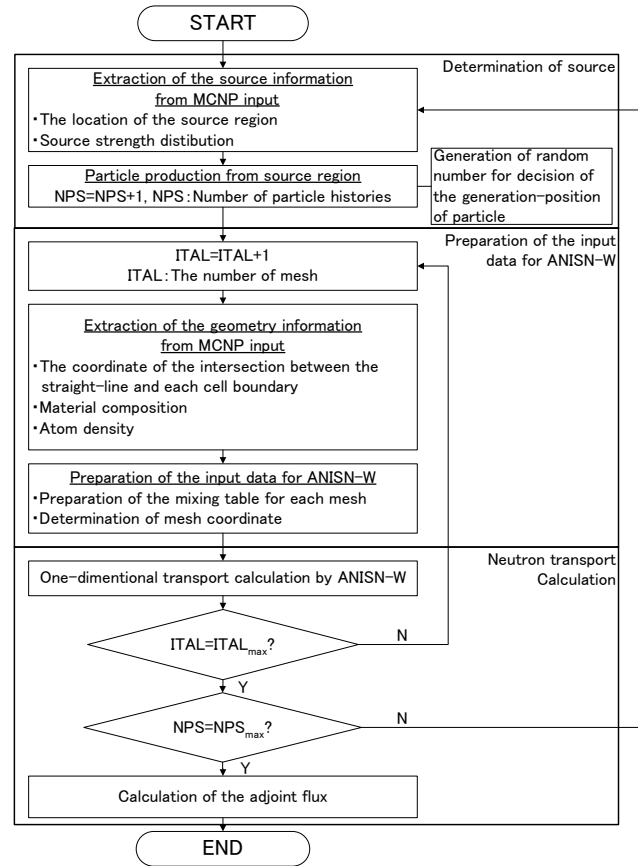 START
Determination of source
Extraction of the source information
from MCNP input
・The location of the source region
・Source strength distibution
Particle production from source region
NPS=NPS+1, NPS:Number of particle histories
Generation of random
number for decision of
the generation-position
of particle
Preparation of the input
data for ANISN-W
ITAL=ITAL+1
ITAL:The number of mesh
Extraction of the geometry information
from MCNP input
・The coordinate of the intersection between the
straight-line and each cell boundary
・Material composition
・Atom density
Preparation of the input data for ANISN-W
・Preparation of the mixing table for each mesh
・Determination of mesh coordinate
Neutron transport
Calculation
One-dimentional transport calculation by ANISN-W
ITAL=ITALmax?
N
Y
NPS=NPSmax?
N
Y
Calculation of the adjoint flux
END